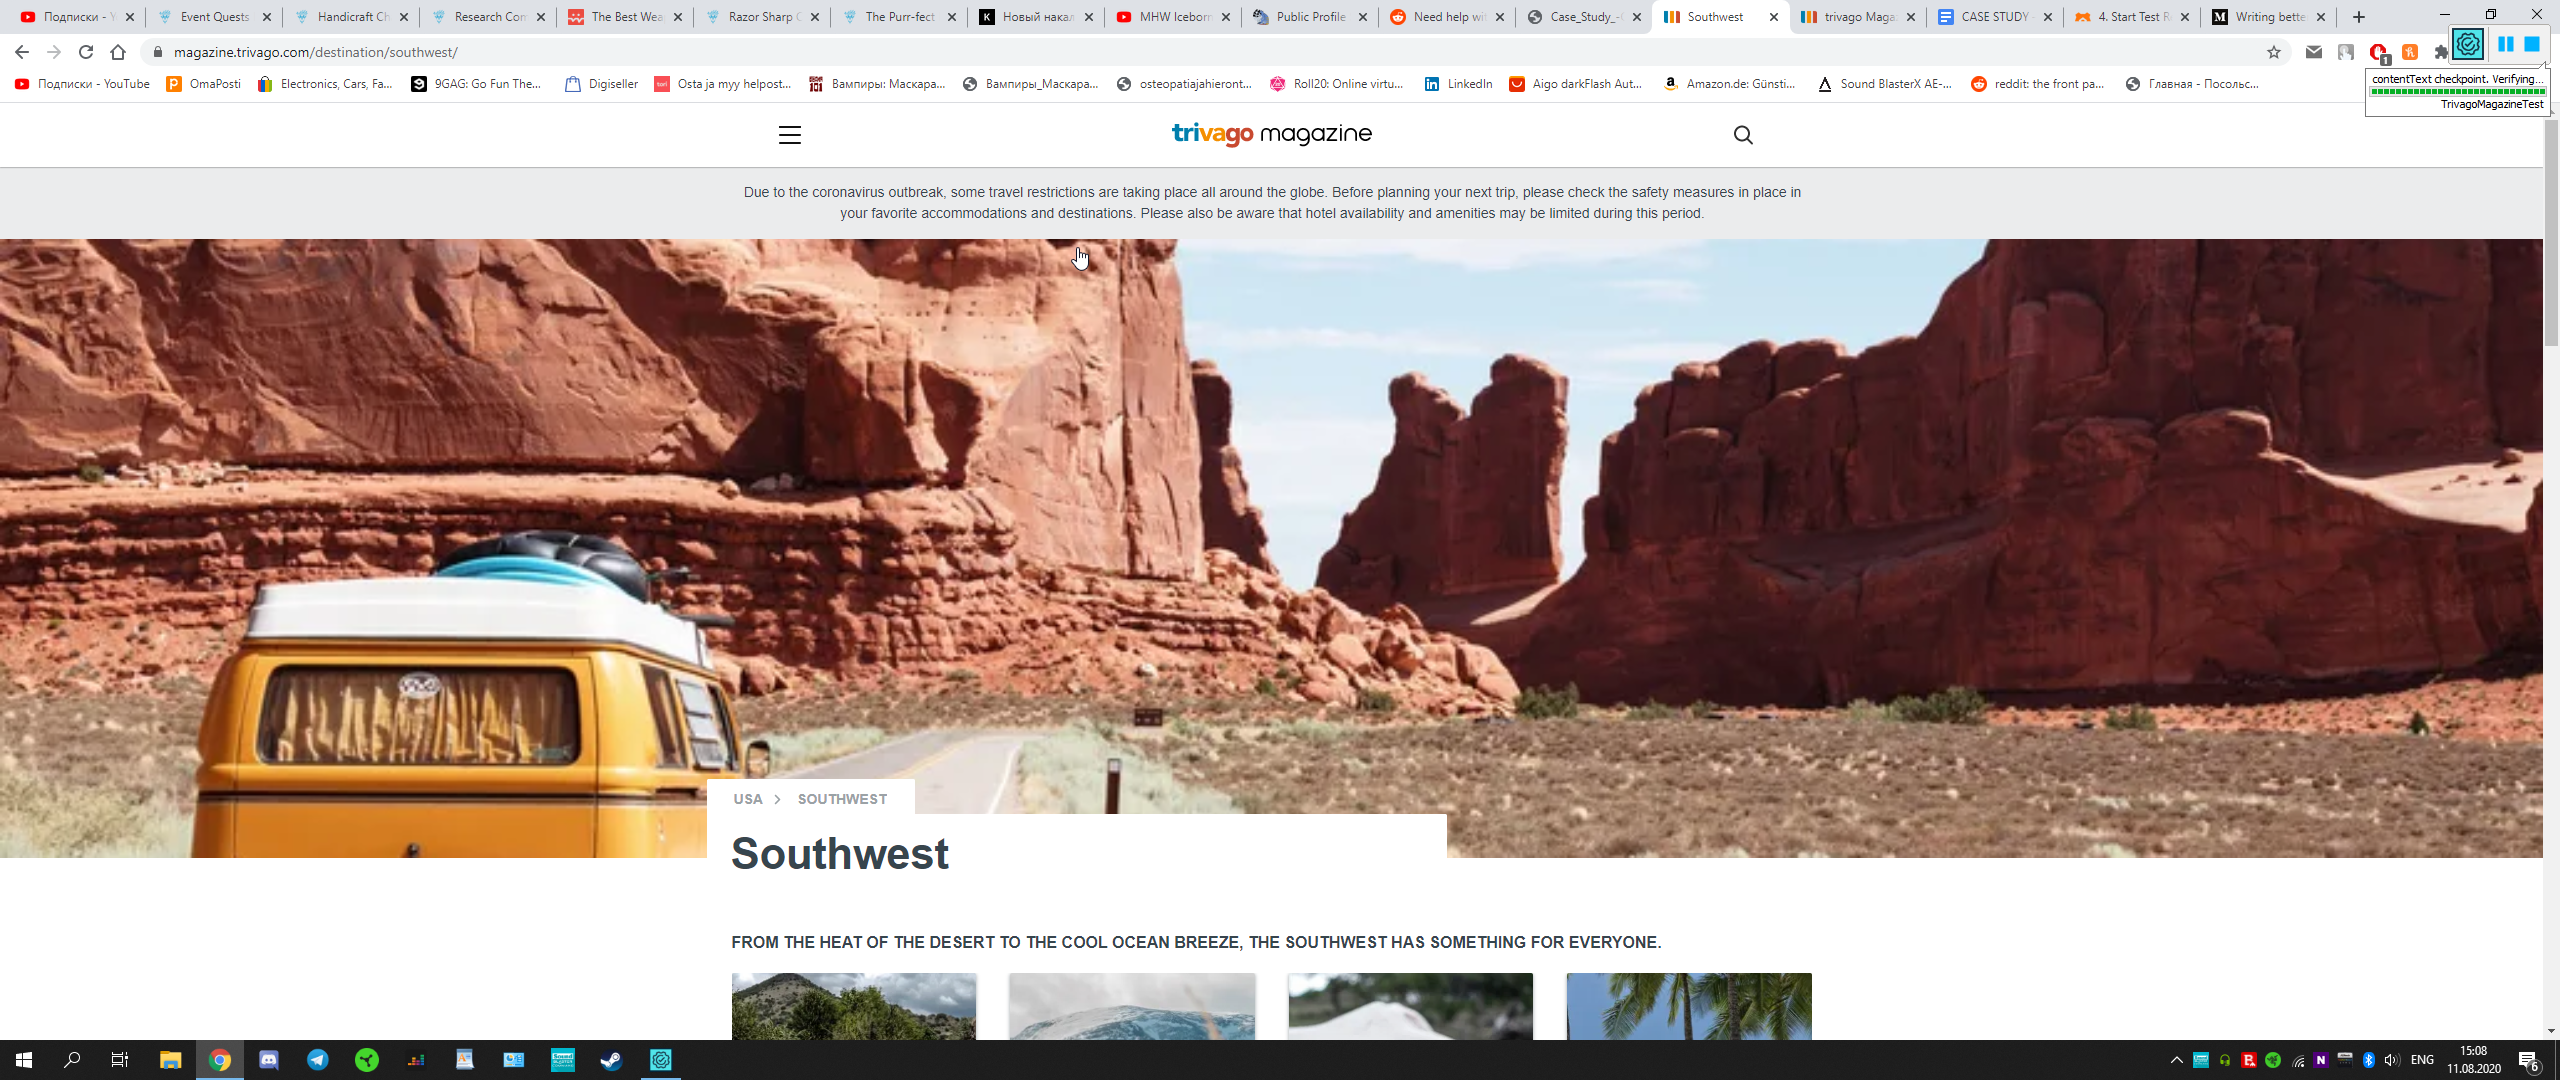 Подписки - Y
Event Quests
Handicraft Ch
Research Com
The Best Wea
Razor Sharp C
The Purr-fect
Новый накал
MHW Iceborn
Public Profile
Need help wit
Case_Study_-
Southwest
trivago Maga
CASE STUDY -
4. Start Test R
Writing bette
magazine.trivago.com/destination/southwest/
Подписки - YouTube
OmaPosti
Electronics, Cars, Fa...
9GAG: Go Fun The...
Digiseller
Osta ja myy helpost...
Вампиры: Маскара...
Вампиры_Маскара...
osteopatiajahieront...
Roll20: Online virtu...
LinkedIn
Aigo darkFlash Aut...
Amazon.de: Günsti...
Sound BlasterX AE-...
reddit: the front pa...
Главная - Посольс...
contentText checkpoint. Verifying...
TrivagoMagazineTest
trivago magazine
Due to the coronavirus outbreak, some travel restrictions are taking place all around the globe. Before planning your next trip, please check the safety measures in place in
your favorite accommodations and destinations. Please also be aware that hotel availability and amenities may be limited during this period.
USA > SOUTHWEST
Southwest
FROM THE HEAT OF THE DESERT TO THE COOL OCEAN BREEZE, THE SOUTHWEST HAS SOMETHING FOR EVERYONE.
ENG
15:08
11.08.2020
6